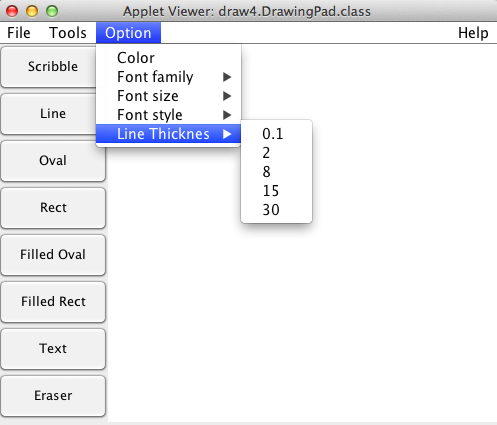 Applet Viewer: draw4.DrawingPad.class
File Tools Option Help
Scribble
Line
Oval
Rect
Filled Oval
Filled Rect
Text
Eraser
Color
Font family
Font size
Font style
Line Thicknes
0.1
2
8
15
30